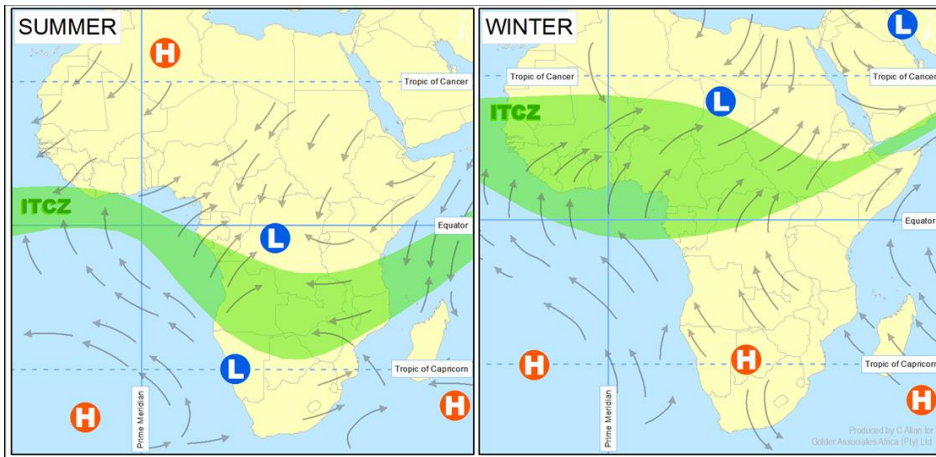 SUMMER
H
Tropic of Cancer
ITCZ
L
Equator
L
Tropic of Capricorn
H
H
Prime Meridian
WINTER
L
Tropic of Cancer
Tropic of Cancer
L
ITCZ
Equator
H
H
Tropic of Capricorn
H
Prime Meridian
Produced by C Allan for
Golder Associates Africa (Pty) Ltd